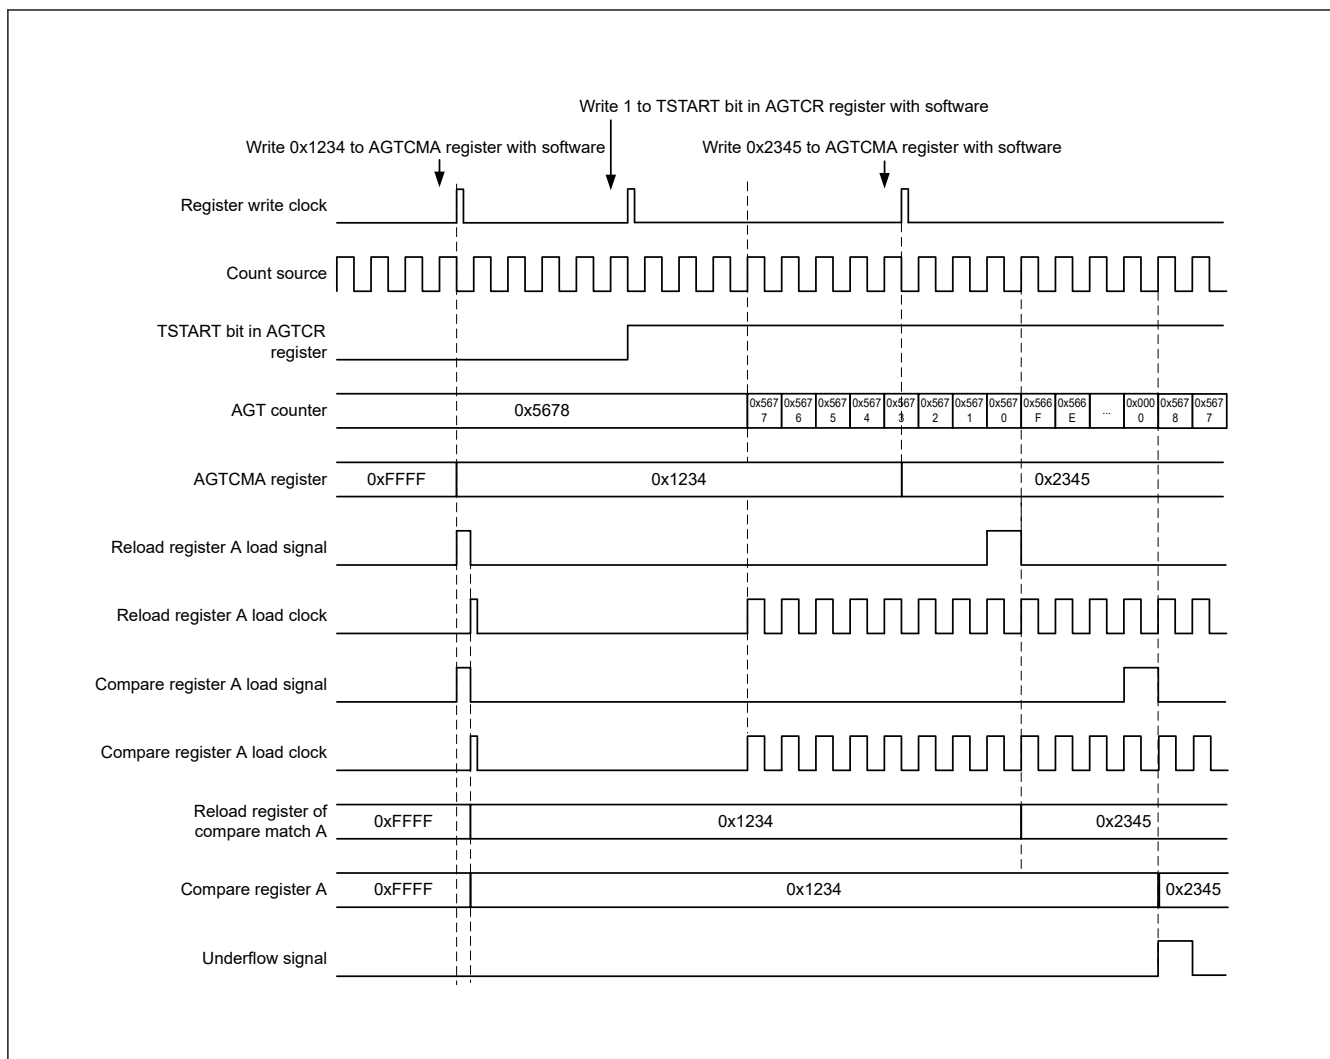 Write 1 to TSTART bit in AGTCR register with software
Write 0x1234 to AGTCMA register with software
Write 0x2345 to AGTCMA register with software
Register write clock
Count source
TSTART bit in AGTCR
register
AGT counter
0x5678
0x567
7
0x567
6
0x567
5
0x567
4
0x567
3
0x567
2
0x567
1
0x567
0
0x566
F
0x566
E
...
0x000
0
0x567
8
0x567
7
AGTCMA register
0xFFFF
0x1234
0x2345
Reload register A load signal
Reload register A load clock
Compare register A load signal
Compare register A load clock
Reload register of
compare match A
0xFFFF
0x1234
0x2345
Compare register A
0xFFFF
0x1234
0x2345
Underflow signal